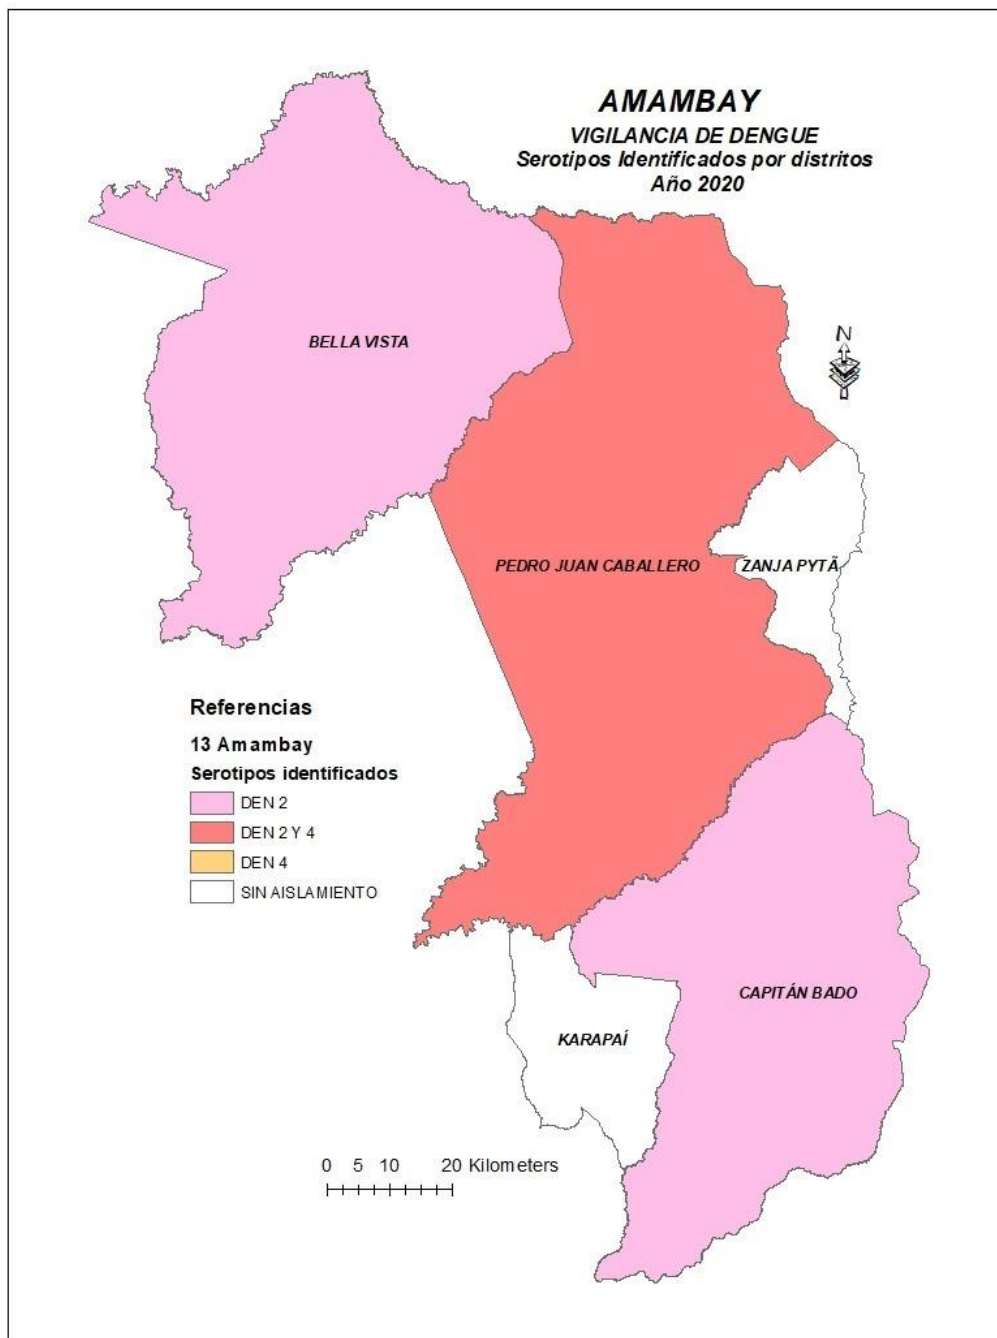 AMAMBAY
VIGILANCIA DE DENGUE
Serotipos Identificados por distritos
Año 2020
N
BELLA VISTA
PEDRO JUAN CABALLERO
ZANJA PYTÃ
Referencias
13 Amambay
Serotipos identificados
DEN 2
DEN 2 Y 4
DEN 4
SIN AISLAMIENTO
CAPITÁN BADO
KARAPAÍ
0 5 10 20 Kilometers